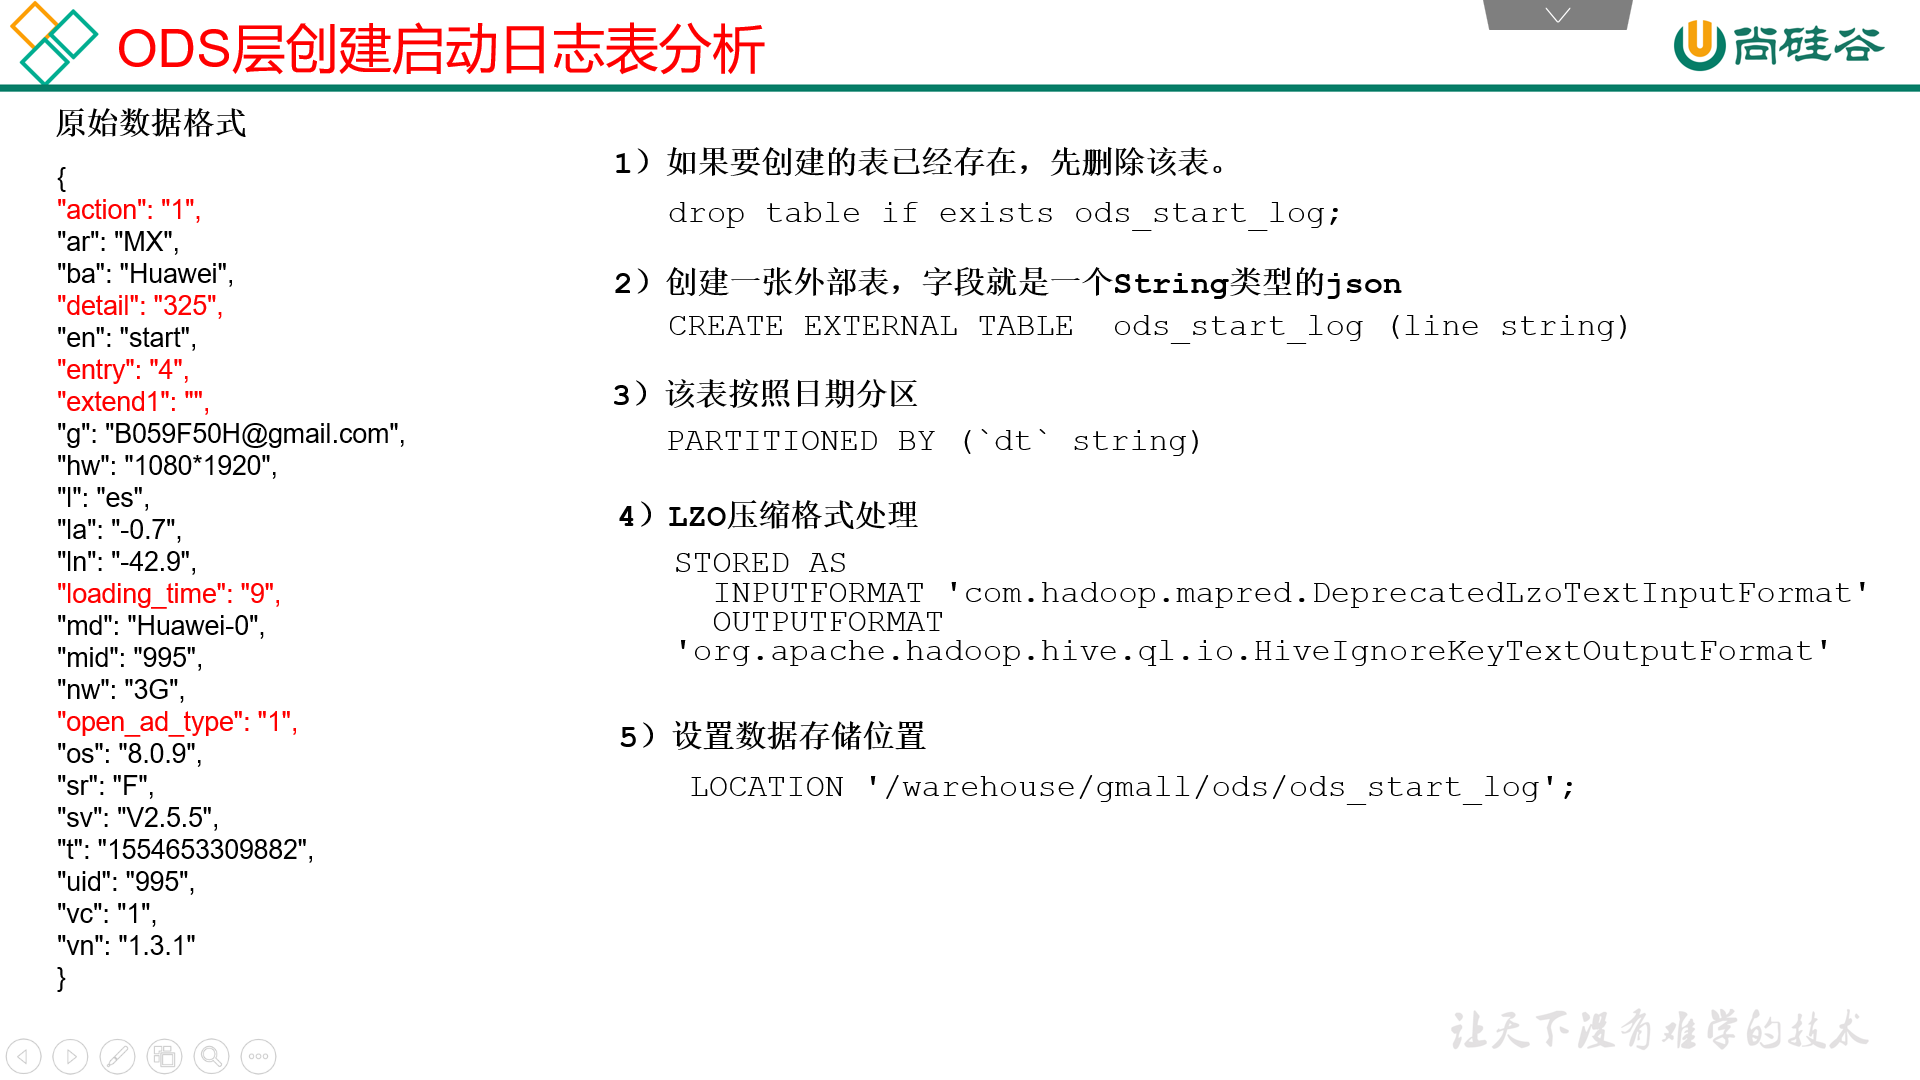 ODS层创建启动日志表分析
尚硅谷
原始数据格式
{
"action": "1",
"ar": "MX",
"ba": "Huawei",
"detail": "325",
"en": "start",
"entry": "4",
"extend1": "",
"g": "B059F50H@gmail.com",
"hw": "1080*1920",
"l": "es",
"la": "-0.7",
"ln": "-42.9",
"loading_time": "9",
"md": "Huawei-0",
"mid": "995",
"nw": "3G",
"open_ad_type": "1",
"os": "8.0.9",
"sr": "F",
"sv": "V2.5.5",
"t": "1554653309882",
"uid": "995",
"vc": "1",
"vn": "1.3.1"
}
1）如果要创建的表已经存在，先删除该表。
drop table if exists ods_start_log;
2）创建一张外部表，字段就是一个String类型的json
CREATE EXTERNAL TABLE  ods_start_log (line string)
3）该表按照日期分区
PARTITIONED BY (`dt` string)
4）LZO压缩格式处理
STORED AS
INPUTFORMAT 'com.hadoop.mapred.DeprecatedLzoTextInputFormat'
OUTPUTFORMAT
'org.apache.hadoop.hive.ql.io.HiveIgnoreKeyTextOutputFormat'
5）设置数据存储位置
LOCATION '/warehouse/gmall/ods/ods_start_log';
让天下没有难学的技术